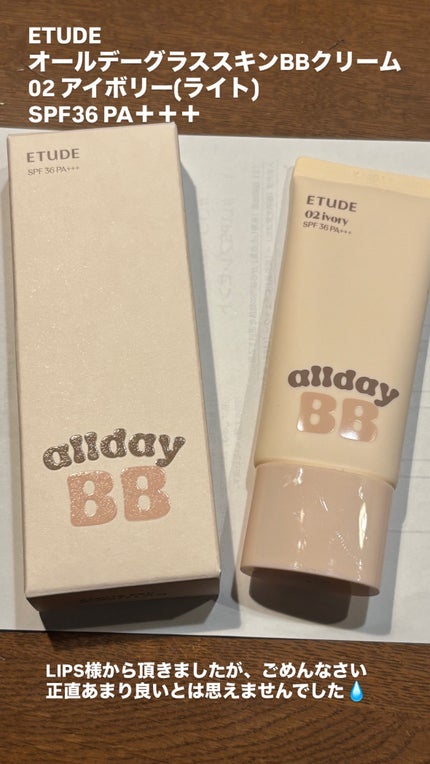 ETUDE
オールデーグラススキンBBクリーム
02 アイボリー(ライト)
SPF36 PA＋＋＋
ETUDE
SPF 36 PA+++
allday
BB
ETUDE
02 ivory
SPF 36 PA+++
allday
BB
LIPS様から頂きましたが、ごめんなさい
正直あまり良いとは思えませんでした💧